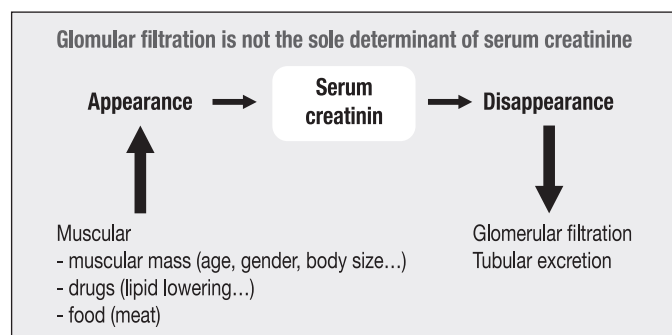 Glomular filtration is not the sole determinant of serum creatinine
Appearance
Serum
creatinin
Disappearance
Muscular
- muscular mass (age, gender, body size...)
- drugs (lipid lowering...)
- food (meat)
Glomerular filtration
Tubular excretion